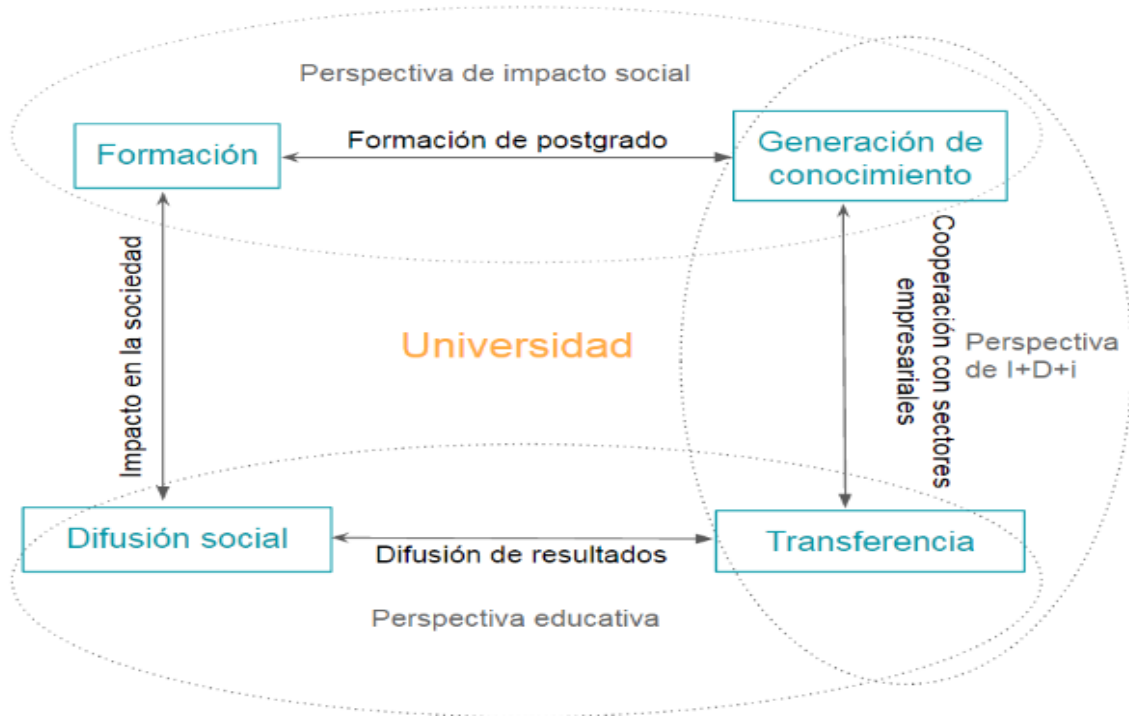 Perspectiva de impacto social
Formación
Formación de postgrado
Generación de
conocimiento
Impacto en la sociedad
Universidad
Cooperación con sectores
empresariales
Perspectiva
de I+D+i
Difusión social
Difusión de resultados
Transferencia
Perspectiva educativa